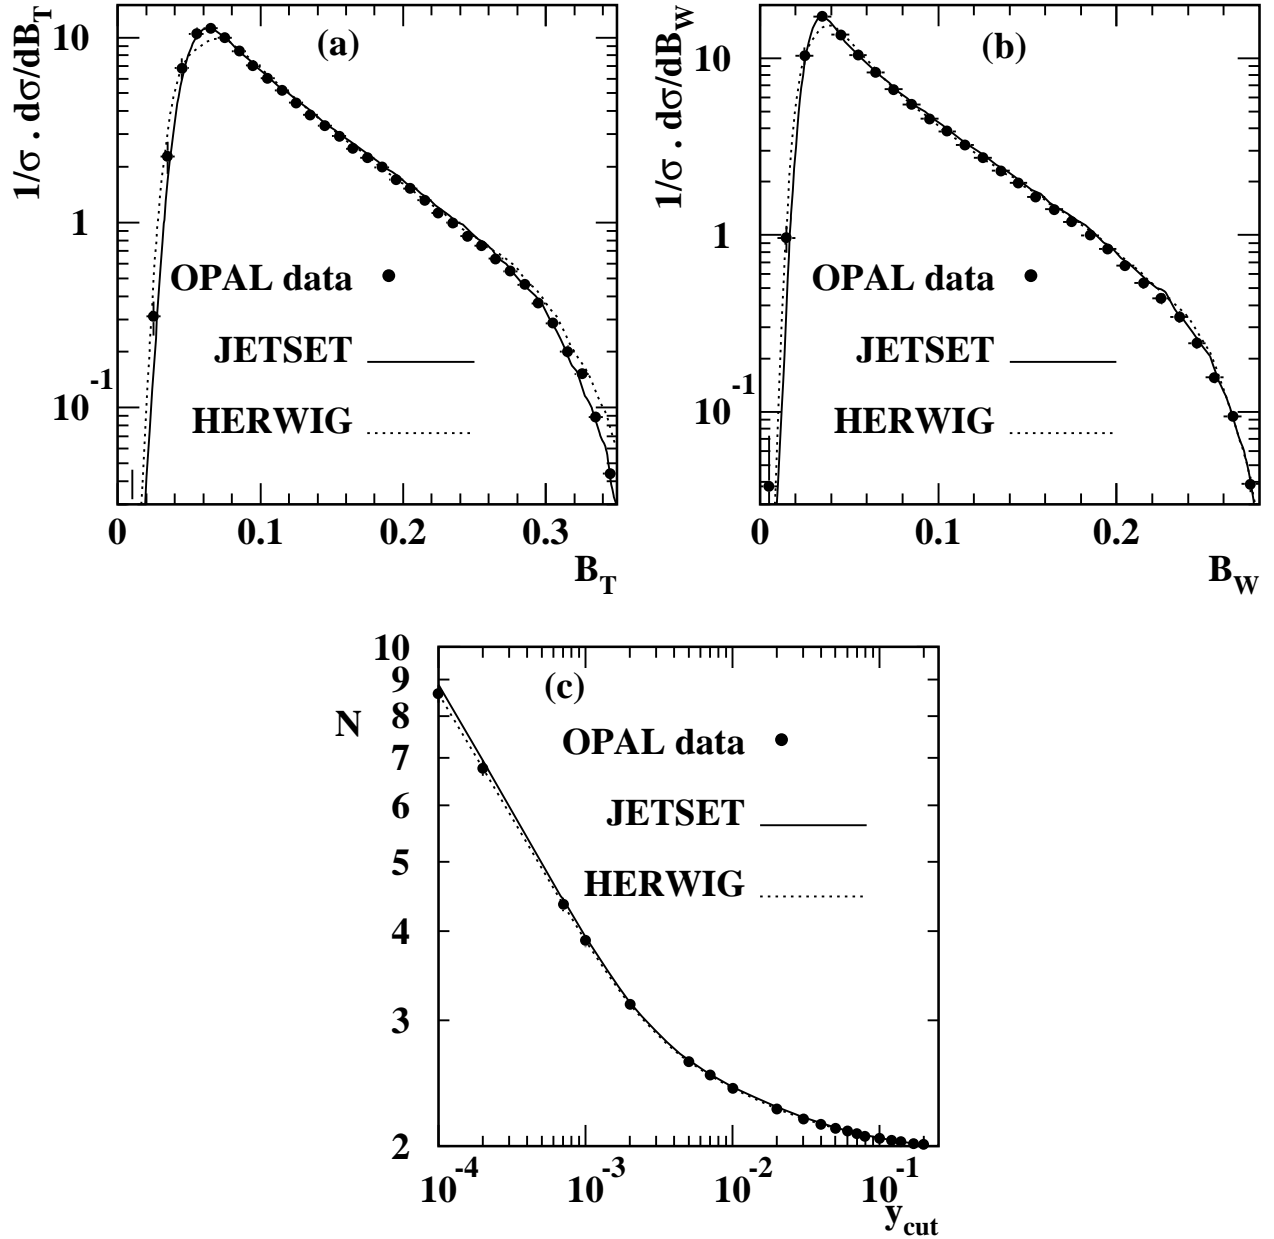 1/σ . dσ/dB_T
(a)
10
1
10^-1
OPAL data
JETSET
HERWIG
0 0.1 0.2 0.3
B_T
1/σ . dσ/dB_W
(b)
10
1
10^-1
OPAL data
JETSET
HERWIG
0 0.1 0.2
B_W
N
(c)
10
9
8
7
6
5
4
3
2
OPAL data
JETSET
HERWIG
10^-4 10^-3 10^-2 10^-1
y_cut